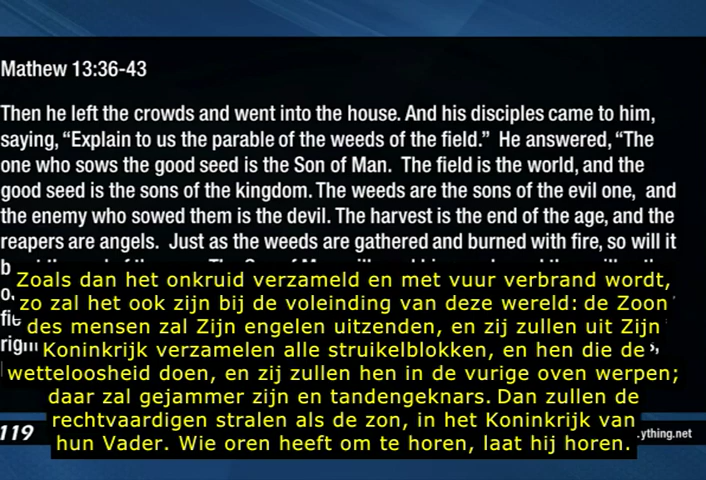 Mathew 13:36-43
Then he left the crowds and went into the house. And his disciples came to him,
saying, “Explain to us the parable of the weeds of the field.” He answered, “The
one who sows the good seed is the Son of Man. The field is the world, and the
good seed is the sons of the kingdom. The weeds are the sons of the evil one, and
the enemy who sowed them is the devil. The harvest is the end of the age, and the
reapers are angels. Just as the weeds are gathered and burned with fire, so will it
Zoals dan het onkruid verzameld en met vuur verbrand wordt,
zo zal het ook zijn bij de voleinding van deze wereld: de Zoon
des mensen zal Zijn engelen uitzenden, en zij zullen uit Zijn
Koninkrijk verzamelen alle struikelblokken, en hen die de
wetteloosheid doen, en zij zullen hen in de vurige oven werpen;
daar zal gejammer zijn en tandengeknars. Dan zullen de
rechtvaardigen stralen als de zon, in het Koninkrijk van
hun Vader. Wie oren heeft om te horen, laat hij horen.
119
ything.net